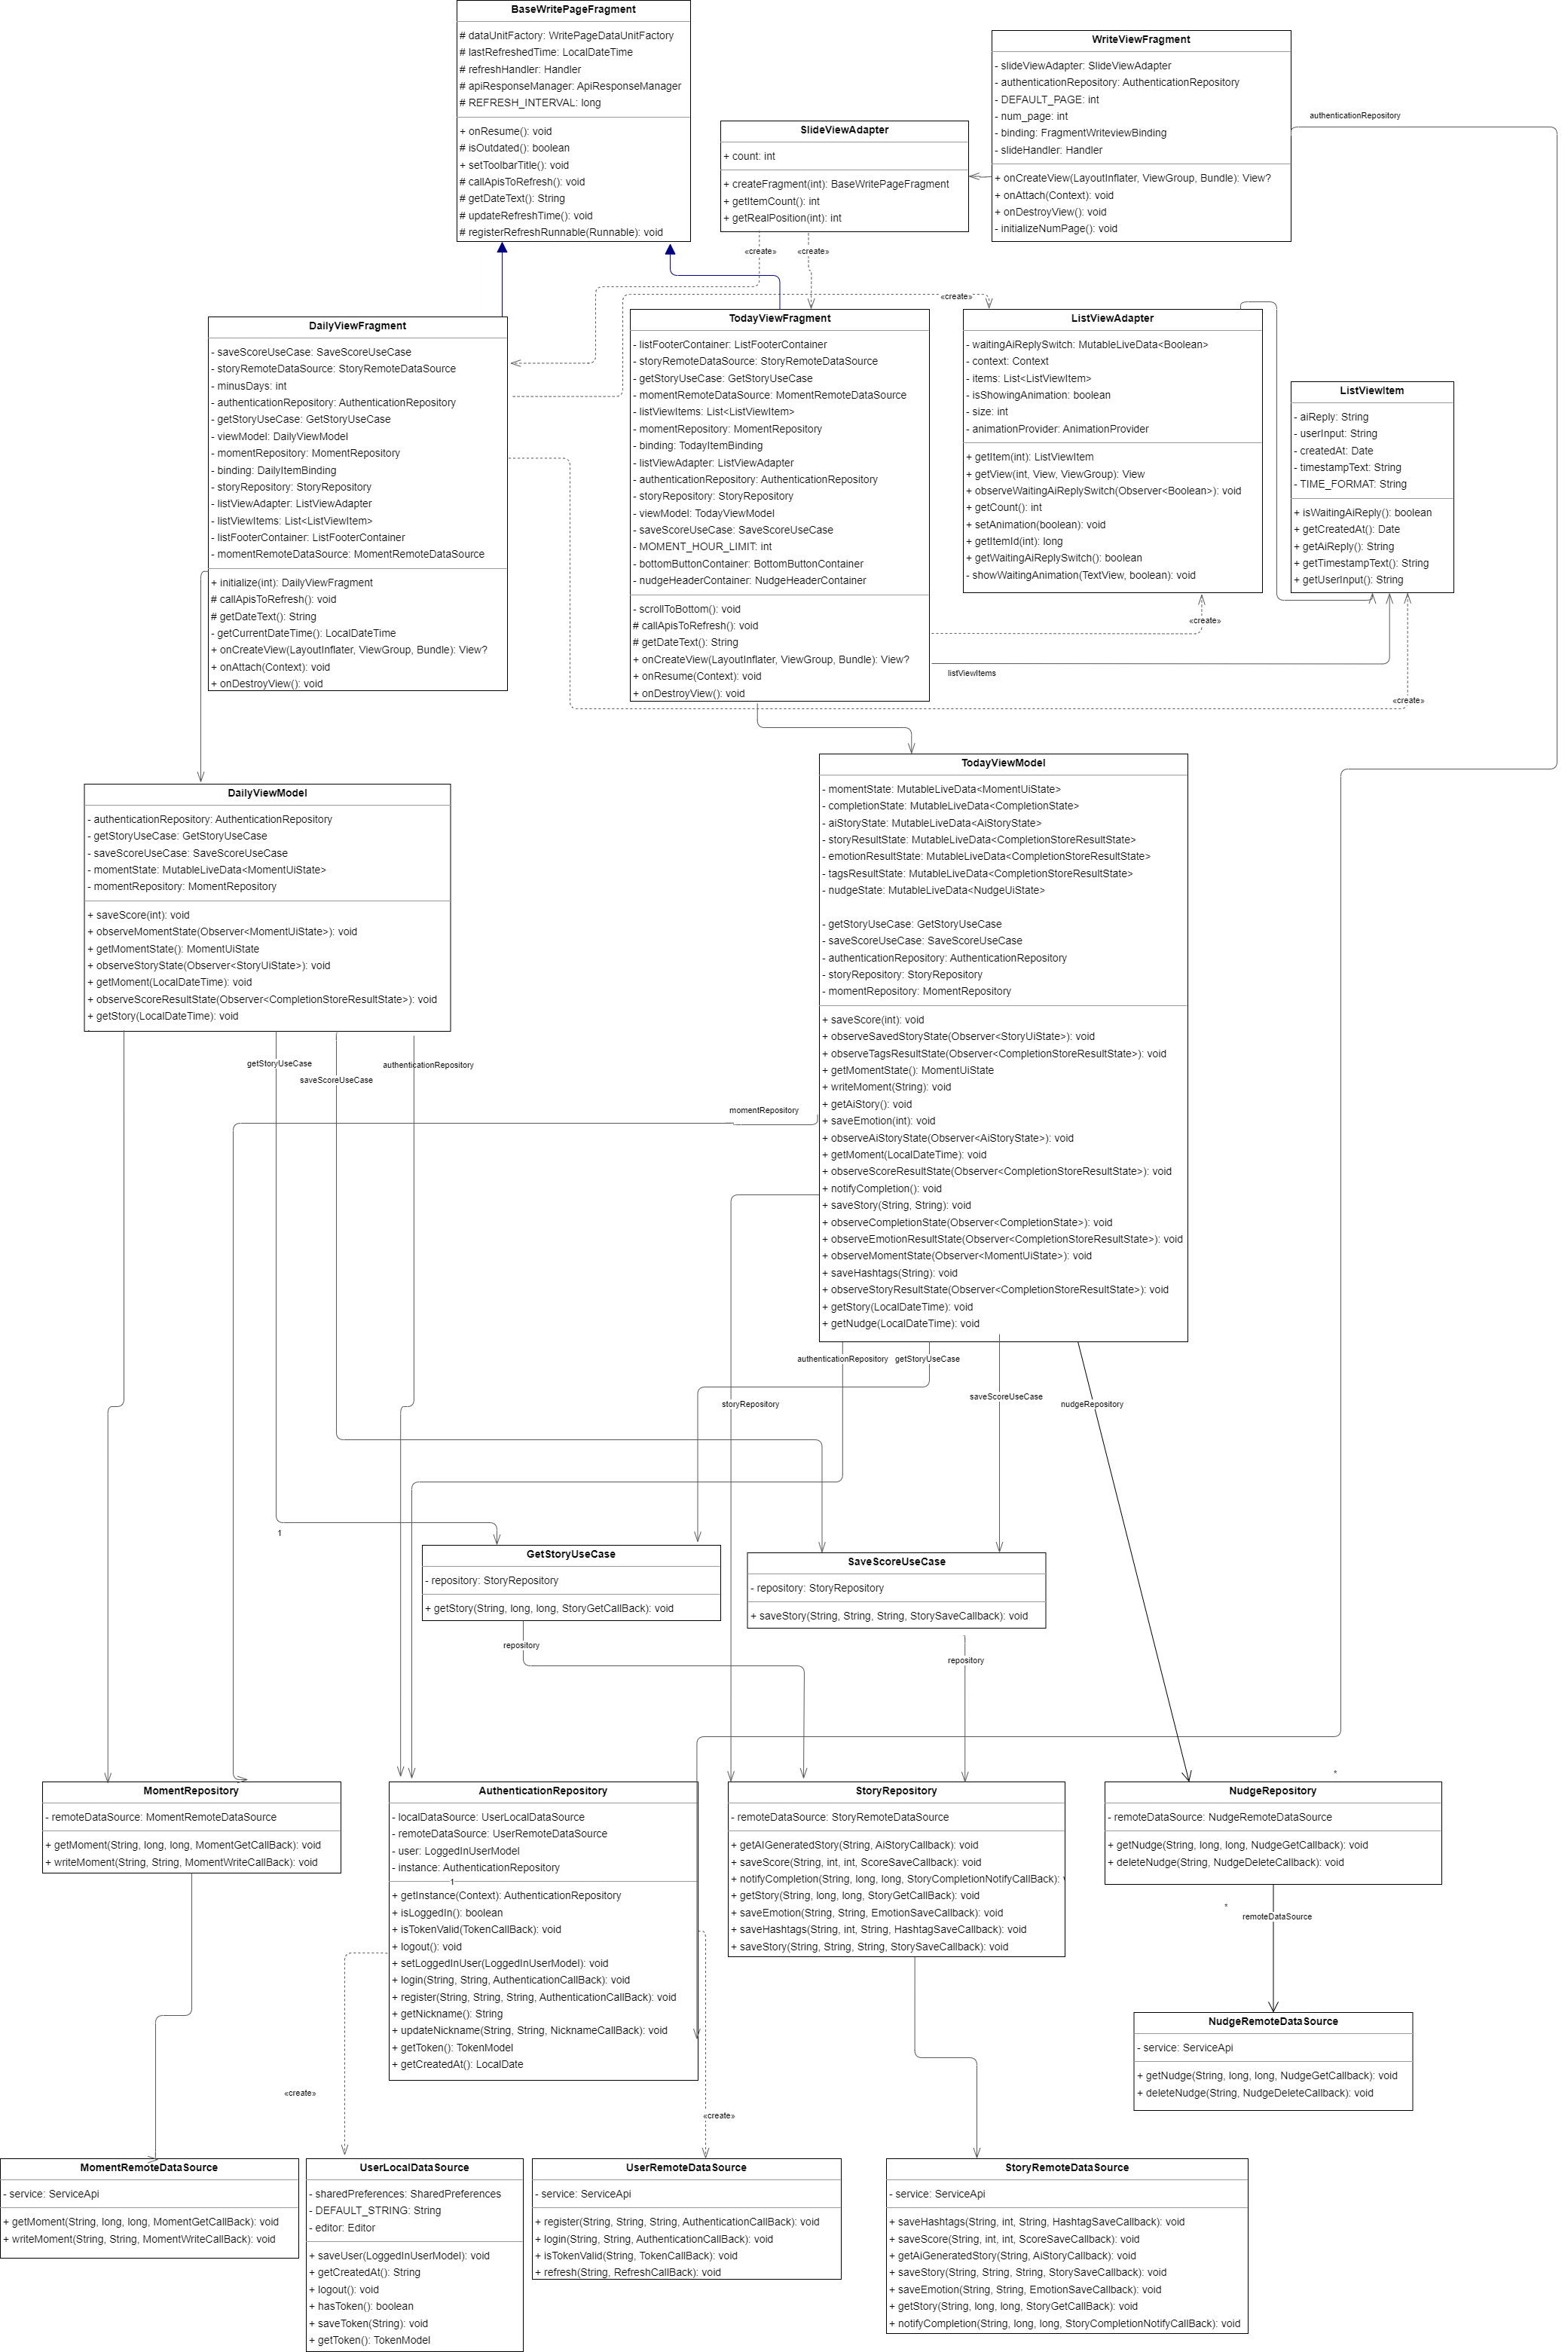 BaseWritePageFragment
# dataUnitFactory: WritePageDataUnitFactory
# lastRefreshedTime: LocalDateTime
# refreshHandler: Handler
# apiResponseManager: ApiResponseManager
# REFRESH_INTERVAL: long
+ onResume(): void
# isOutdated(): boolean
+ setToolbarTitle(): void
# callApisToRefresh(): void
# getDateText(): String
# updateRefreshTime(): void
# registerRefreshRunnable(Runnable): void
WriteViewFragment
- slideViewAdapter: SlideViewAdapter
- authenticationRepository: AuthenticationRepository
- DEFAULT_PAGE: int
- num_page: int
- binding: FragmentWriteviewBinding
- slideHandler: Handler
+ onCreateView(LayoutInflater, ViewGroup, Bundle): View?
+ onAttach(Context): void
+ onDestroyView(): void
- initializeNumPage(): void
authenticationRepository
SlideViewAdapter
+ count: int
+ createFragment(int): BaseWritePageFragment
+ getItemCount(): int
+ getRealPosition(int): int
«create»
«create»
«create»
DailyViewFragment
- saveScoreUseCase: SaveScoreUseCase
- storyRemoteDataSource: StoryRemoteDataSource
- minusDays: int
- authenticationRepository: AuthenticationRepository
- getStoryUseCase: GetStoryUseCase
- viewModel: DailyViewModel
- momentRepository: MomentRepository
- binding: DailyItemBinding
- storyRepository: StoryRepository
- listViewAdapter: ListViewAdapter
- listViewItems: List<ListViewItem>
- listFooterContainer: ListFooterContainer
- momentRemoteDataSource: MomentRemoteDataSource
+ initialize(int): DailyViewFragment
# callApisToRefresh(): void
# getDateText(): String
- getCurrentDateTime(): LocalDateTime
+ onCreateView(LayoutInflater, ViewGroup, Bundle): View?
+ onAttach(Context): void
+ onDestroyView(): void
TodayViewFragment
- listFooterContainer: ListFooterContainer
- storyRemoteDataSource: StoryRemoteDataSource
- getStoryUseCase: GetStoryUseCase
- momentRemoteDataSource: MomentRemoteDataSource
- listViewItems: List<ListViewItem>
- momentRepository: MomentRepository
- binding: TodayItemBinding
- listViewAdapter: ListViewAdapter
- authenticationRepository: AuthenticationRepository
- storyRepository: StoryRepository
- viewModel: TodayViewModel
- saveScoreUseCase: SaveScoreUseCase
- MOMENT_HOUR_LIMIT: int
- bottomButtonContainer: BottomButtonContainer
- nudgeHeaderContainer: NudgeHeaderContainer
- scrollToBottom(): void
# callApisToRefresh(): void
# getDateText(): String
+ onCreateView(LayoutInflater, ViewGroup, Bundle): View?
+ onResume(Context): void
+ onDestroyView(): void
ListViewAdapter
- waitingAiReplySwitch: MutableLiveData<Boolean>
- context: Context
- items: List<ListViewItem>
- isShowingAnimation: boolean
- size: int
- animationProvider: AnimationProvider
+ getItem(int): ListViewItem
+ getView(int, View, ViewGroup): View
+ observeWaitingAiReplySwitch(Observer<Boolean>): void
+ getCount(): int
+ setAnimation(boolean): void
+ getItemId(int): long
+ getWaitingAiReplySwitch(): boolean
- showWaitingAnimation(TextView, boolean): void
ListViewItem
- aiReply: String
- userInput: String
- createdAt: Date
- timestampText: String
- TIME_FORMAT: String
+ isWaitingAiReply(): boolean
+ getCreatedAt(): Date
+ getAiReply(): String
+ getTimestampText(): String
+ getUserInput(): String
«create»
listViewItems
«create»
TodayViewModel
- momentState: MutableLiveData<MomentUiState>
- completionState: MutableLiveData<CompletionState>
- aiStoryState: MutableLiveData<AiStoryState>
- storyResultState: MutableLiveData<CompletionStoreResultState>
- emotionResultState: MutableLiveData<CompletionStoreResultState>
- tagsResultState: MutableLiveData<CompletionStoreResultState>
- nudgeState: MutableLiveData<NudgeUiState>
- getStoryUseCase: GetStoryUseCase
- saveScoreUseCase: SaveScoreUseCase
- authenticationRepository: AuthenticationRepository
- storyRepository: StoryRepository
- momentRepository: MomentRepository
+ saveScore(int): void
+ observeSavedStoryState(Observer<StoryUiState>): void
+ observeTagsResultState(Observer<CompletionStoreResultState>): void
+ getMomentState(): MomentUiState
+ writeMoment(String): void
+ getAiStory(): void
+ saveEmotion(int): void
+ observeAiStoryState(Observer<AiStoryState>): void
+ getMoment(LocalDateTime): void
+ observeScoreResultState(Observer<CompletionStoreResultState>): void
+ notifyCompletion(): void
+ saveStory(String, String): void
+ observeCompletionState(Observer<CompletionState>): void
+ observeEmotionResultState(Observer<CompletionStoreResultState>): void
+ observeMomentState(Observer<MomentUiState>): void
+ saveHashtags(String): void
+ observeStoryResultState(Observer<CompletionStoreResultState>): void
+ getStory(LocalDateTime): void
+ getNudge(LocalDateTime): void
DailyViewModel
- authenticationRepository: AuthenticationRepository
- getStoryUseCase: GetStoryUseCase
- saveScoreUseCase: SaveScoreUseCase
- momentState: MutableLiveData<MomentUiState>
- momentRepository: MomentRepository
+ saveScore(int): void
+ observeMomentState(Observer<MomentUiState>): void
+ getMomentState(): MomentUiState
+ observeStoryState(Observer<StoryUiState>): void
+ getMoment(LocalDateTime): void
+ observeScoreResultState(Observer<CompletionStoreResultState>): void
+ getStory(LocalDateTime): void
getStoryUseCase
authenticationRepository
saveScoreUseCase
momentRepository
authenticationRepository
getStoryUseCase
saveScoreUseCase
storyRepository
nudgeRepository
1
GetStoryUseCase
- repository: StoryRepository
+ getStory(String, long, long, StoryGetCallBack): void
SaveScoreUseCase
- repository: StoryRepository
+ saveStory(String, String, String, StorySaveCallback): void
repository
repository
*
MomentRepository
- remoteDataSource: MomentRemoteDataSource
+ getMoment(String, long, long, MomentGetCallBack): void
+ writeMoment(String, String, MomentWriteCallBack): void
AuthenticationRepository
- localDataSource: UserLocalDataSource
- remoteDataSource: UserRemoteDataSource
- user: LoggedInUserModel
- instance: AuthenticationRepository
1
+ getInstance(Context): AuthenticationRepository
+ isLoggedIn(): boolean
+ isTokenValid(TokenCallBack): void
+ logout(): void
+ setLoggedInUser(LoggedInUserModel): void
+ login(String, String, AuthenticationCallBack): void
+ register(String, String, String, AuthenticationCallBack): void
+ getNickname(): String
+ updateNickname(String, String, NicknameCallBack): void
+ getToken(): TokenModel
+ getCreatedAt(): LocalDate
StoryRepository
- remoteDataSource: StoryRemoteDataSource
+ getAIGeneratedStory(String, AiStoryCallback): void
+ saveScore(String, int, int, ScoreSaveCallback): void
+ notifyCompletion(String, long, long, StoryCompletionNotifyCallBack):
+ getStory(String, long, long, StoryGetCallBack): void
+ saveEmotion(String, String, EmotionSaveCallback): void
+ saveHashtags(String, int, String, HashtagSaveCallback): void
+ saveStory(String, String, String, StorySaveCallback): void
NudgeRepository
- remoteDataSource: NudgeRemoteDataSource
+ getNudge(String, long, long, NudgeGetCallback): void
+ deleteNudge(String, NudgeDeleteCallback): void
*
remoteDataSource
NudgeRemoteDataSource
- service: ServiceApi
+ getNudge(String, long, long, NudgeGetCallback): void
+ deleteNudge(String, NudgeDeleteCallback): void
«create»
«create»
MomentRemoteDataSource
- service: ServiceApi
+ getMoment(String, long, long, MomentGetCallBack): void
+ writeMoment(String, String, MomentWriteCallBack): void
UserLocalDataSource
- sharedPreferences: SharedPreferences
- DEFAULT_STRING: String
- editor: Editor
+ saveUser(LoggedInUserModel): void
+ getCreatedAt(): String
+ logout(): void
+ hasToken(): boolean
+ saveToken(String): void
+ getToken(): TokenModel
UserRemoteDataSource
- service: ServiceApi
+ register(String, String, String, AuthenticationCallBack): void
+ login(String, String, AuthenticationCallBack): void
+ isTokenValid(String, TokenCallBack): void
+ refresh(String, RefreshCallBack): void
StoryRemoteDataSource
- service: ServiceApi
+ saveHashtags(String, int, String, HashtagSaveCallback): void
+ saveScore(String, int, int, ScoreSaveCallback): void
+ getAiGeneratedStory(String, AiStoryCallback): void
+ saveStory(String, String, String, StorySaveCallback): void
+ saveEmotion(String, String, EmotionSaveCallback): void
+ getStory(String, long, long, StoryGetCallBack): void
+ notifyCompletion(String, long, long, StoryCompletionNotifyCallBack): void